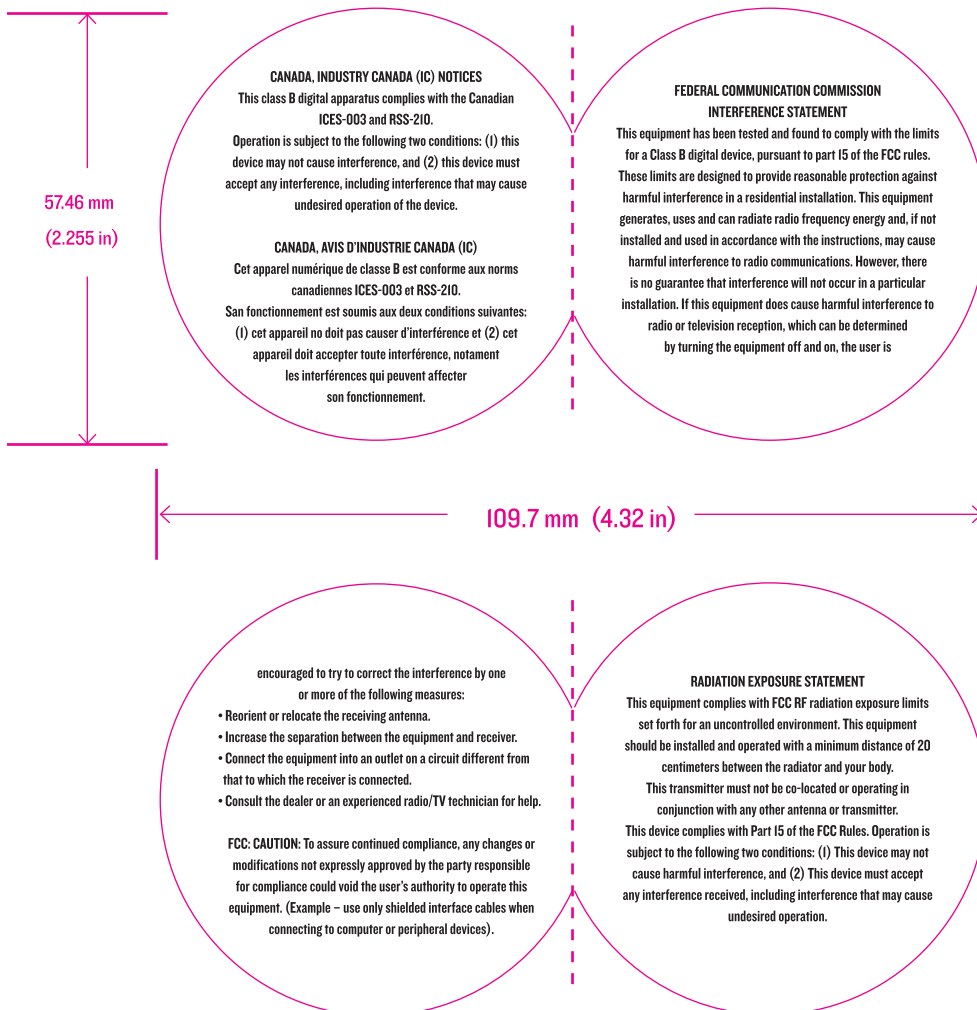 CANADA, INDUSTRY CANADA (IC) NOTICES
This class B digital apparatus complies with the Canadian
ICES-003 and RSS-210.
Operation is subject to the following two conditions: (1) this
device may not cause interference, and (2) this device must
accept any interference, including interference that may cause
undesired operation of the device.
CANADA, AVIS D'INDUSTRIE CANADA (IC)
Cet apparel numérique de classe B est conforme aux norms
canadiennes ICES-003 et RSS-210.
San fonctionnement est soumis aux deux conditions suivantes:
(1) cet appareil no doit pas causer d'interférence et (2) cet
appareil doit accepter toute interférence, notament
les interférences qui peuvent affecter
son fonctionnement.
FEDERAL COMMUNICATION COMMISSION
INTERFERENCE STATEMENT
This equipment has been tested and found to comply with the limits
for a Class B digital device, pursuant to part 15 of the FCC rules.
These limits are designed to provide reasonable protection against
harmful interference in a residential installation. This equipment
generates, uses and can radiate radio frequency energy and, if not
installed and used in accordance with the instructions, may cause
harmful interference to radio communications. However, there
is no guarantee that interference will not occur in a particular
installation. If this equipment does cause harmful interference to
radio or television reception, which can be determined
by turning the equipment off and on, the user is
57.46 mm
(2.255 in)
109.7 mm (4.32 in)
encouraged to try to correct the interference by one
or more of the following measures:
• Reorient or relocate the receiving antenna.
• Increase the separation between the equipment and receiver.
• Connect the equipment into an outlet on a circuit different from
that to which the receiver is connected.
• Consult the dealer or an experienced radio/TV technician for help.
FCC: CAUTION: To assure continued compliance, any changes or
modifications not expressly approved by the party responsible
for compliance could void the user's authority to operate this
equipment. (Example – use only shielded interface cables when
connecting to computer or peripheral devices).
RADIATION EXPOSURE STATEMENT
This equipment complies with FCC RF radiation exposure limits
set forth for an uncontrolled environment. This equipment
should be installed and operated with a minimum distance of 20
centimeters between the radiator and your body.
This transmitter must not be co-located or operating in
conjunction with any other antenna or transmitter.
This device complies with Part 15 of the FCC Rules. Operation is
subject to the following two conditions: (1) This device may not
cause harmful interference, and (2) This device must accept
any interference received, including interference that may cause
undesired operation.